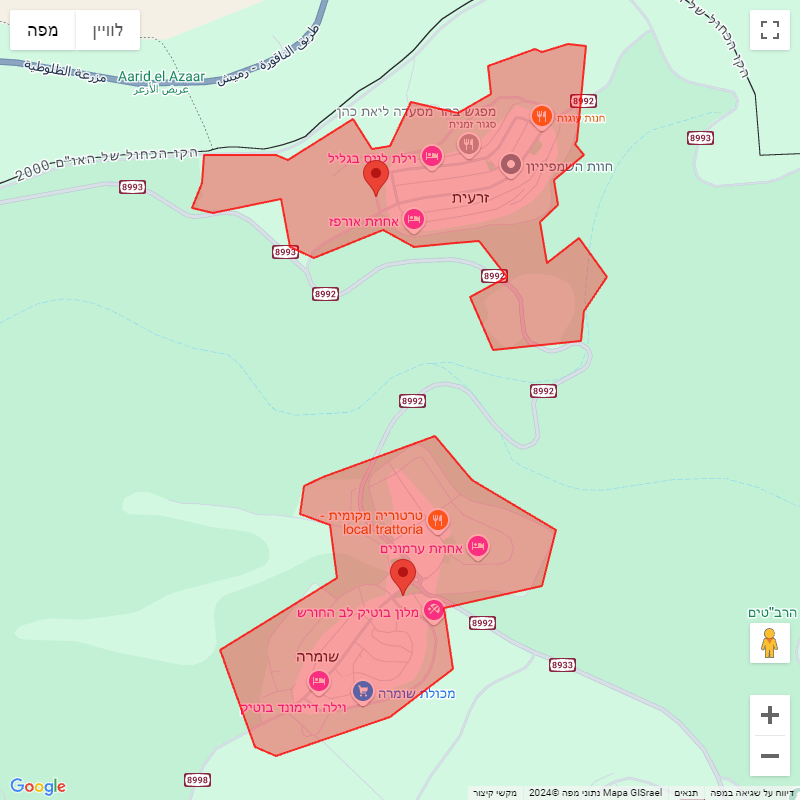 מפה
לוויין
طريق الناقورة - رميش
مزرعة الطلوطية
Aarid el Azaar
عريض الأزعر
הקו הכחול של האו"ם 2000
הקו הכחול של
8992
8993
8993
מפגש בהר מסעדה ליאת כהן
סגור זמנית
חנות עוגות
וילת לויס בגליל
חוות השמפיניון
זרעית
אחוזת אורפז
8993
8992
8992
8992
8992
טרטוריה מקומית -
local trattoria
אחוזת ערמונים
מלון בוטיק לב החורש
הרב"טים
8992
שומרה
8933
מכולת שומרה
וילה דיימונד בוטיק
8998
Google
מקשי קיצור
נתוני מפה ©2024 Mapa GISrael
תנאים
דיווח על שגיאה במפה